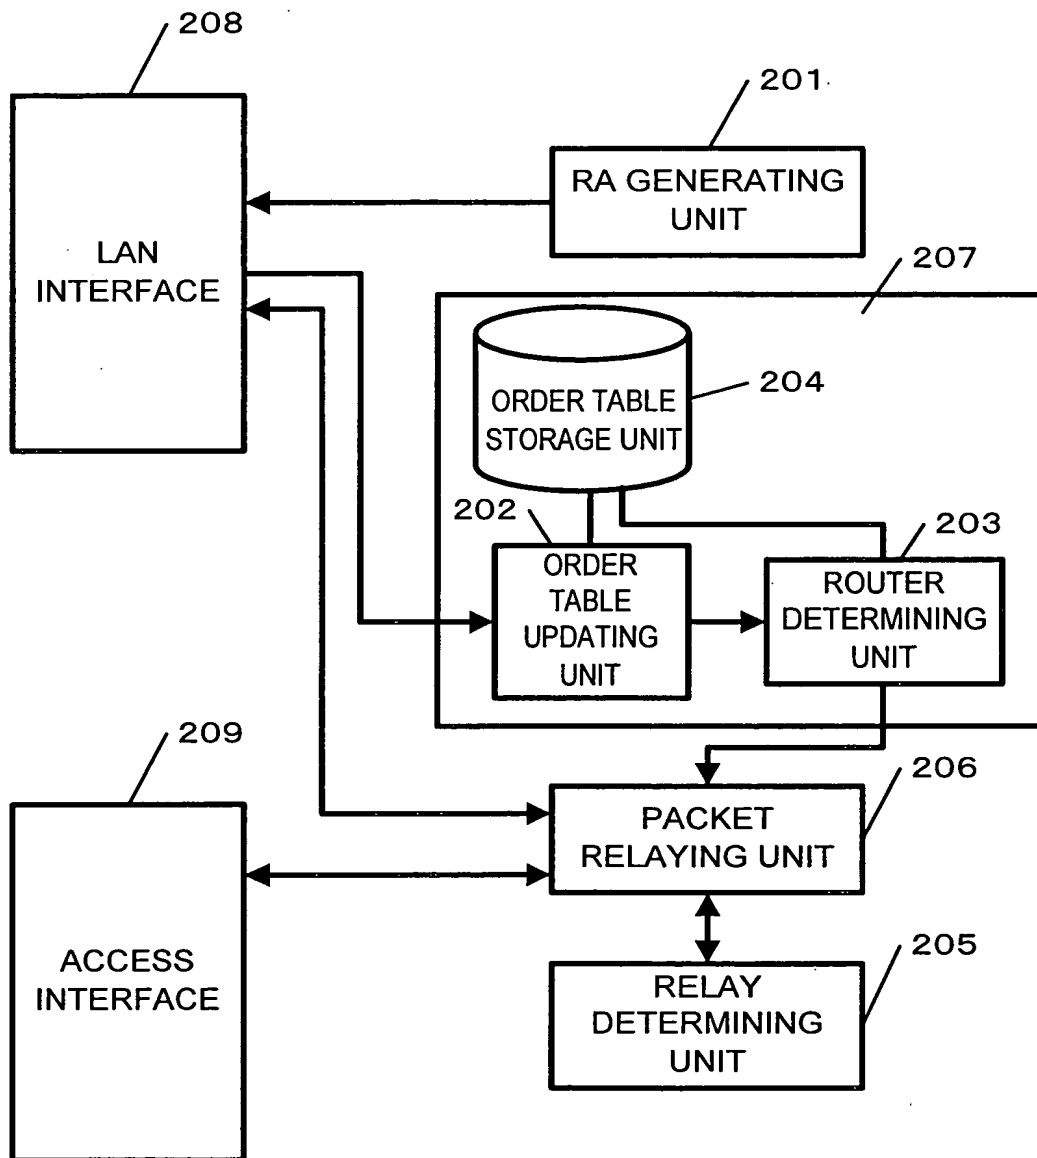 208
201
RA GENERATING
UNIT
LAN
INTERFACE
207
204
ORDER TABLE
STORAGE UNIT
202
203
ORDER
TABLE
UPDATING
UNIT
ROUTER
DETERMINING
UNIT
209
206
PACKET
RELAYING UNIT
ACCESS
INTERFACE
205
RELAY
DETERMINING
UNIT